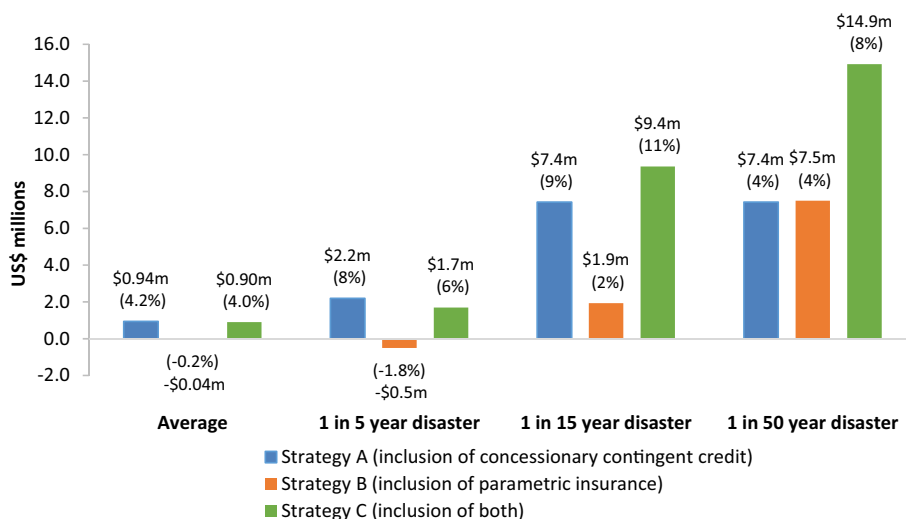 $14.9m
(8%)
16.0
14.0
12.0
10.0
8.0
6.0
4.0
2.0
0.0
-2.0
US$ millions
$0.94m
(4.2%)
(-0.2%)
-$0.04m
$0.90m
(4.0%)
$2.2m
(8%)
(-1.8%)
-$0.5m
$1.7m
(6%)
$7.4m
(9%)
$1.9m
(2%)
$9.4m
(11%)
$7.4m
(4%)
$7.5m
(4%)
Average
1 in 5 year disaster
1 in 15 year disaster
1 in 50 year disaster
Strategy A (inclusion of concessionary contingent credit)
Strategy B (inclusion of parametric insurance)
Strategy C (inclusion of both)